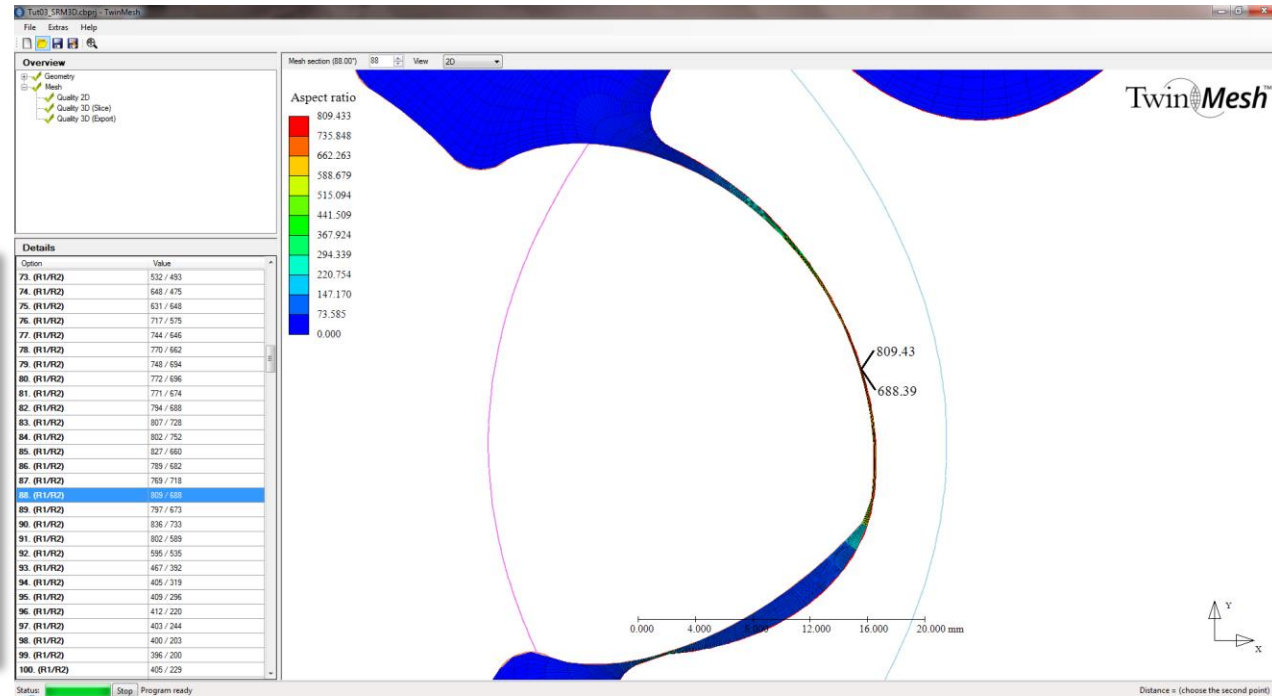 Tut03_SRM3D.cbprj - TwinMesh
File Extras Help
Overview
Geometry
Mesh
Quality 2D
Quality 3D (Slice)
Quality 3D (Export)
Details
Option Value
73. (R1/R2) 532 / 493
74. (R1/R2) 648 / 475
75. (R1/R2) 631 / 648
76. (R1/R2) 717 / 575
77. (R1/R2) 744 / 646
78. (R1/R2) 770 / 662
79. (R1/R2) 748 / 694
80. (R1/R2) 772 / 696
81. (R1/R2) 771 / 674
82. (R1/R2) 794 / 688
83. (R1/R2) 807 / 728
84. (R1/R2) 802 / 752
85. (R1/R2) 827 / 660
86. (R1/R2) 789 / 682
87. (R1/R2) 769 / 718
88. (R1/R2) 809 / 688
89. (R1/R2) 797 / 673
90. (R1/R2) 836 / 733
91. (R1/R2) 802 / 589
92. (R1/R2) 595 / 535
93. (R1/R2) 467 / 392
94. (R1/R2) 405 / 319
95. (R1/R2) 409 / 296
96. (R1/R2) 412 / 220
97. (R1/R2) 403 / 244
98. (R1/R2) 400 / 203
99. (R1/R2) 396 / 200
100. (R1/R2) 405 / 229
Mesh section (88.00°) 88 View 2D
Aspect ratio
809.433
735.848
662.263
588.679
515.094
441.509
367.924
294.339
220.754
147.170
73.585
0.000
TwinMesh™
809.43
688.39
0.000 4.000 8.000 12.000 16.000 20.000 mm
Y
X
Status: Stop Program ready
Distance = (choose the second point)